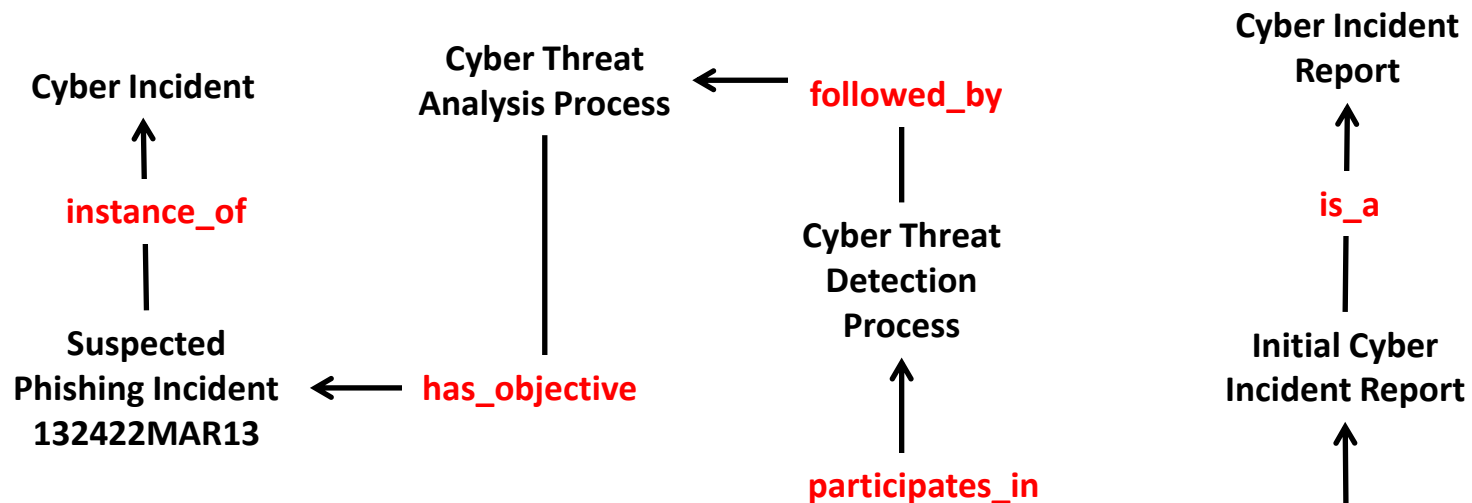 Cyber Incident
instance_of
Suspected
Phishing Incident
132422MAR13
Cyber Threat
Analysis Process
has_objective
followed_by
Cyber Threat
Detection
Process
participates_in
Cyber Incident
Report
is_a
Initial Cyber
Incident Report